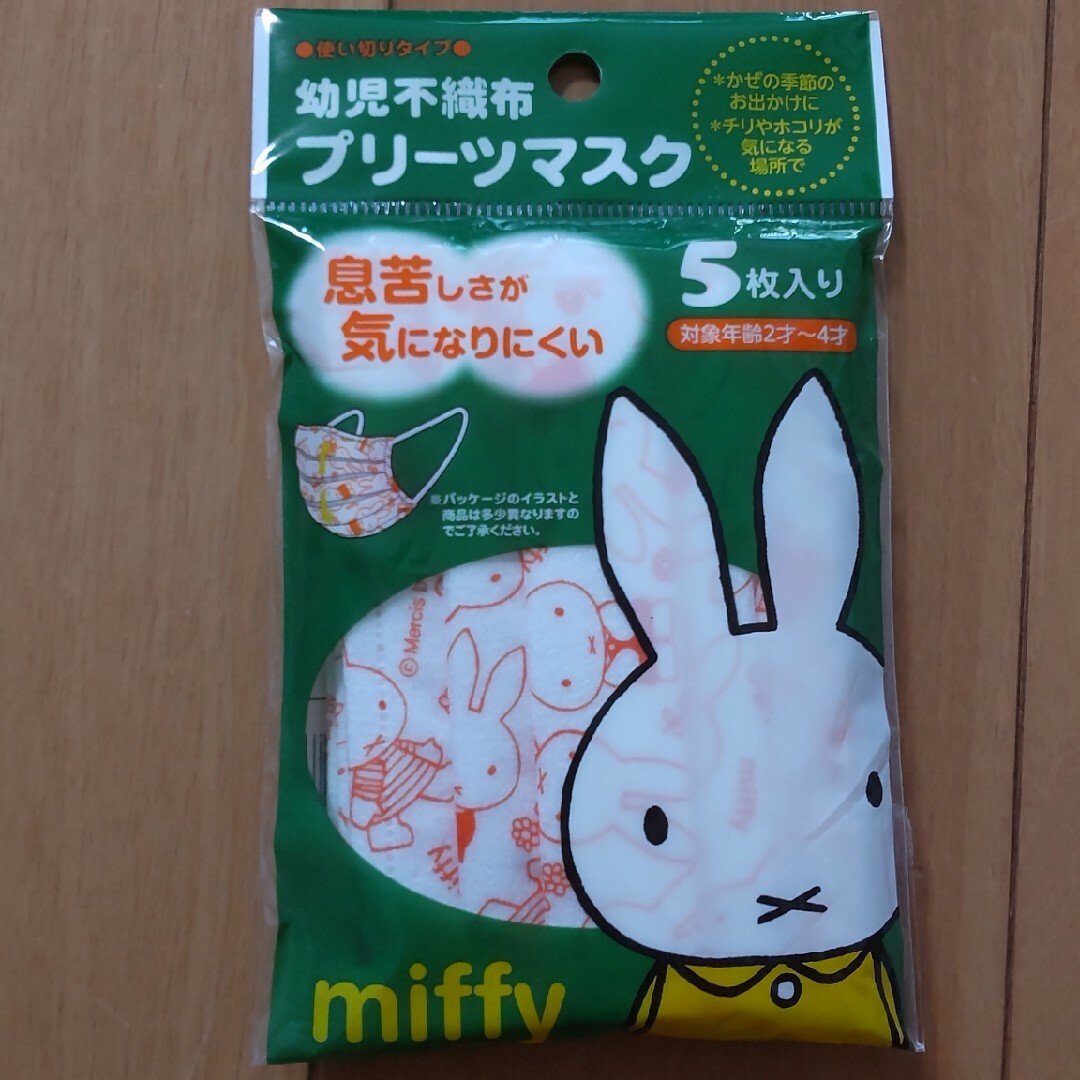 ●使い切りタイプ●
幼児不織布
プリーツマスク
*かぜの季節の
お出かけに
*チリやホコリが
気になる
場所で
息苦しさが
気になりにくい
5枚入り
対象年齢2才〜4才
※パッケージのイラストと
商品は多少異なりますの
でご了承ください。
© Mercis
miffy